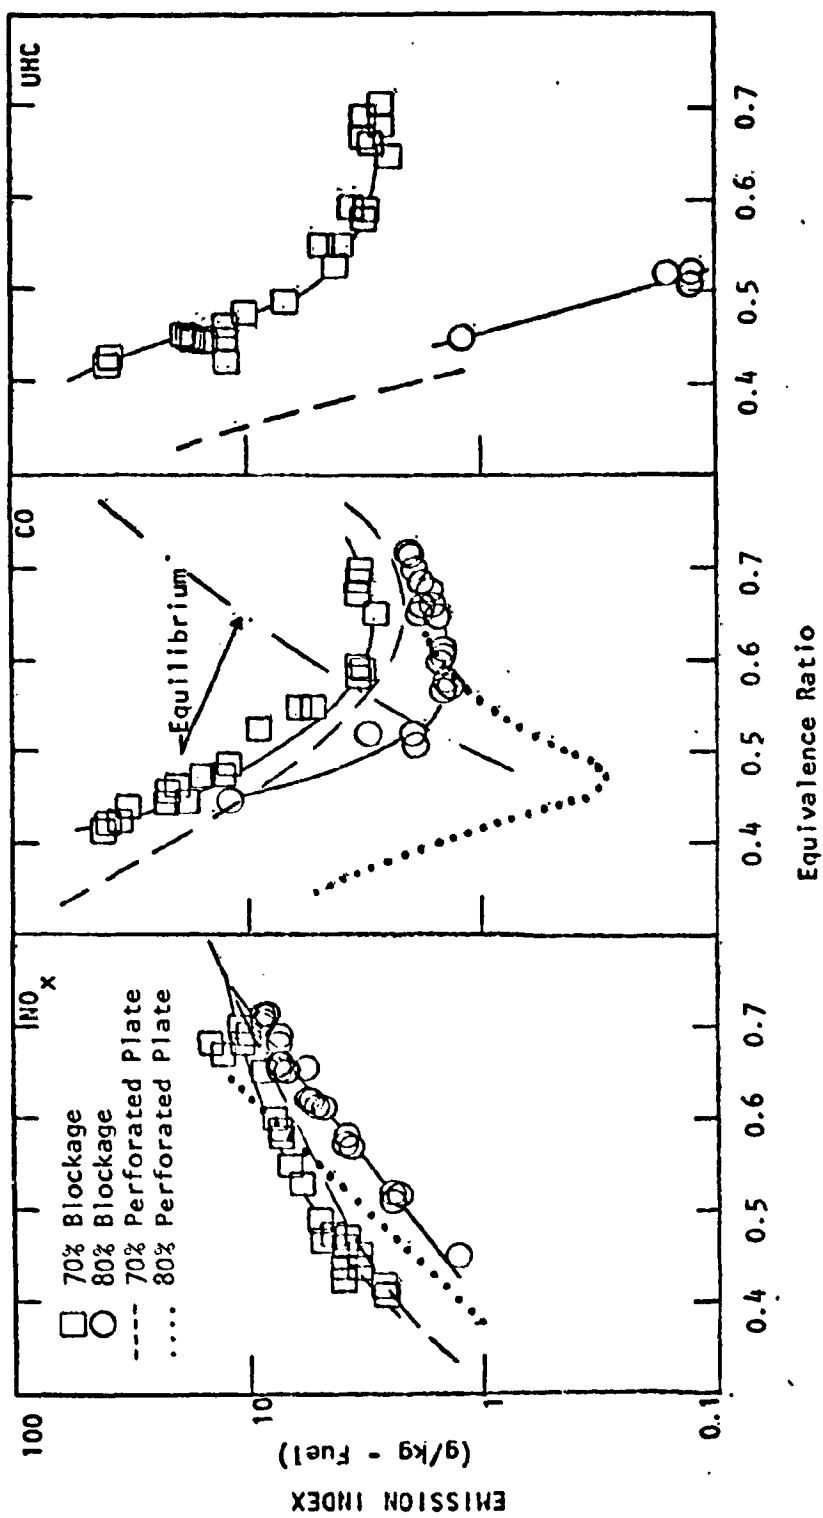 INOx
□ 70% Blockage
○ 80% Blockage
---- 70% Perforated Plate
.... 80% Perforated Plate
CO
Equilibrium
UHC
100
10
1
0.1
EMISSION INDEX
(g/kg - Fuel)
0.4 0.5 0.6 0.7
0.4 0.5 0.6 0.7
0.4 0.5 0.6 0.7
Equivalence Ratio